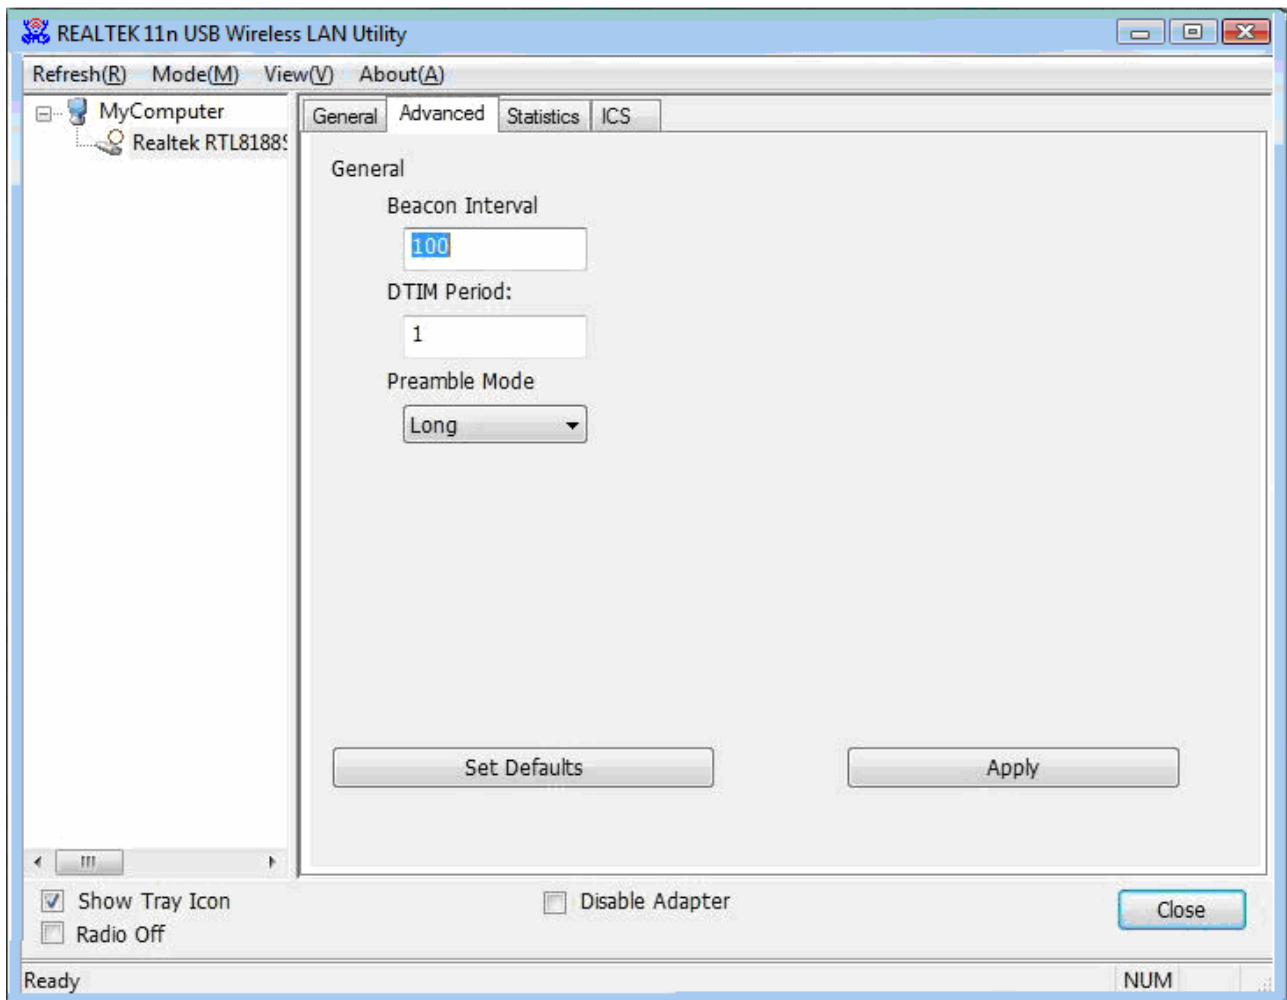 REALTEK 11n USB Wireless LAN Utility
Refresh(R) Mode(M) View(V) About(A)
MyComputer
Realtek RTL8188S
General Advanced Statistics ICS
General
Beacon Interval
100
DTIM Period:
1
Preamble Mode
Long
Set Defaults Apply
Show Tray Icon Disable Adapter
Radio Off
Close
Ready NUM